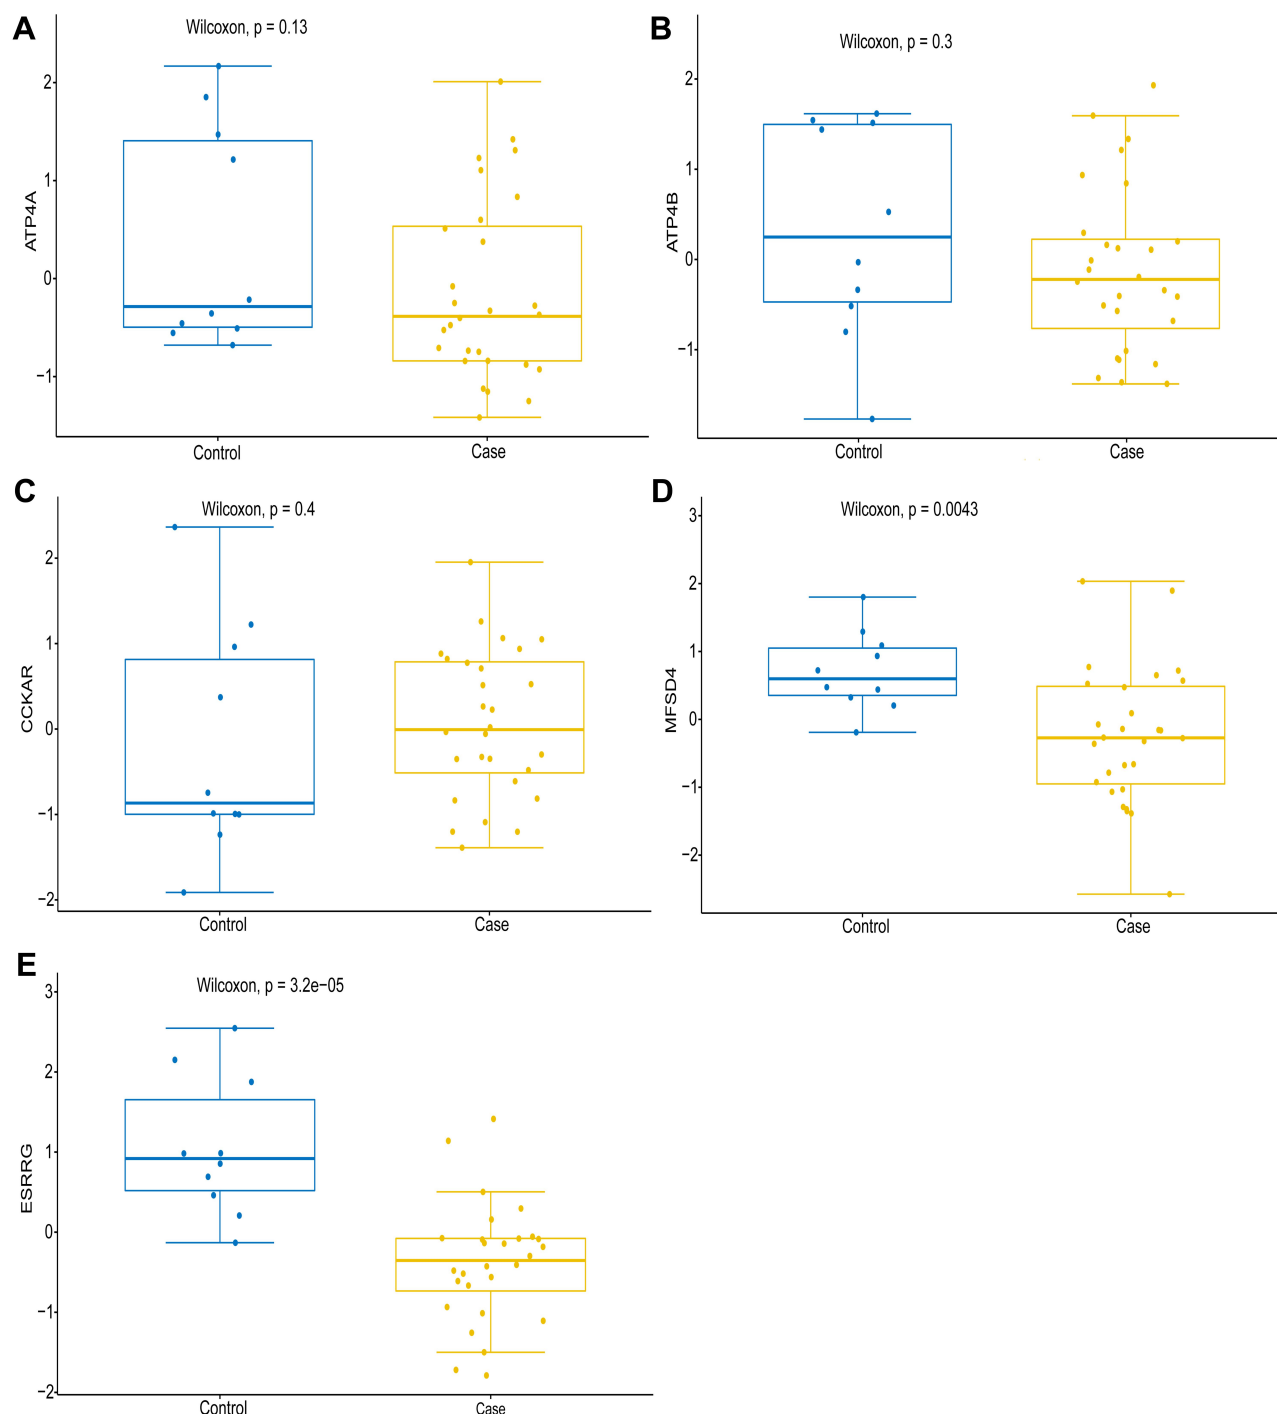 A
Wilcoxon, p = 0.13
ATP4A
2
1
0
−1
Control
Case
B
Wilcoxon, p = 0.3
ATP4B
2
1
0
−1
Control
Case
C
Wilcoxon, p = 0.4
CCKAR
2
1
0
−1
−2
Control
Case
D
Wilcoxon, p = 0.0043
MFSD4
3
2
1
0
−1
−2
Control
Case
E
Wilcoxon, p = 3.2e−05
ESRRG
3
2
1
0
−1
−2
Control
Case